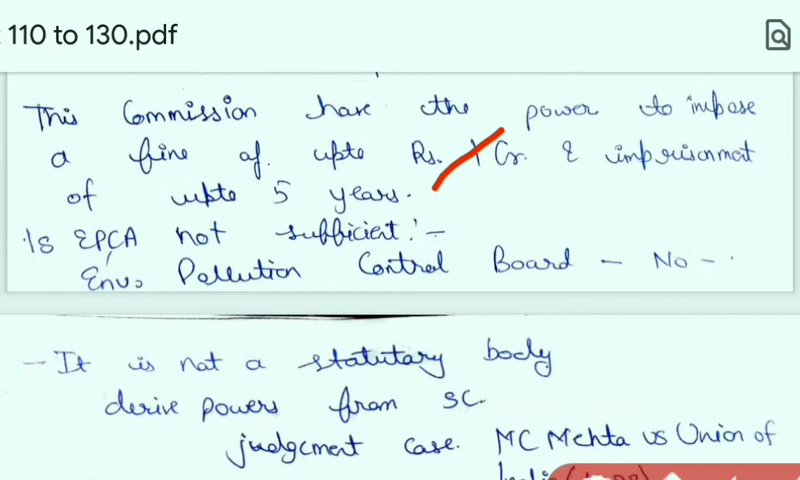 110 to 130.pdf
This Commission have the power to impose
a fine of upto Rs. 1 Cr. & imprisonment
of upto 5 years.
Is EPCA not sufficient :-
Env. Pollution Control Board - No -
- It is not a statutary body
derive powers from SC
judgement case. MC Mehta vs Union of